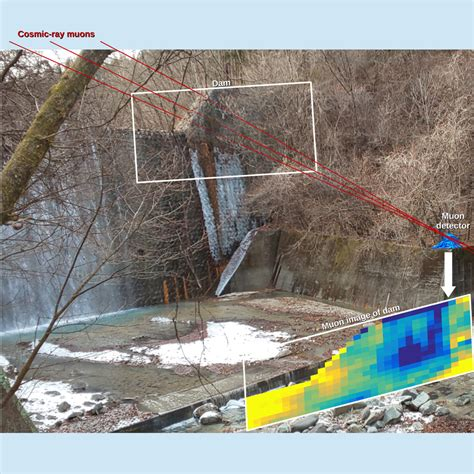 Cosmic-ray muons
Dam
Muon
detector
Muon image of dam